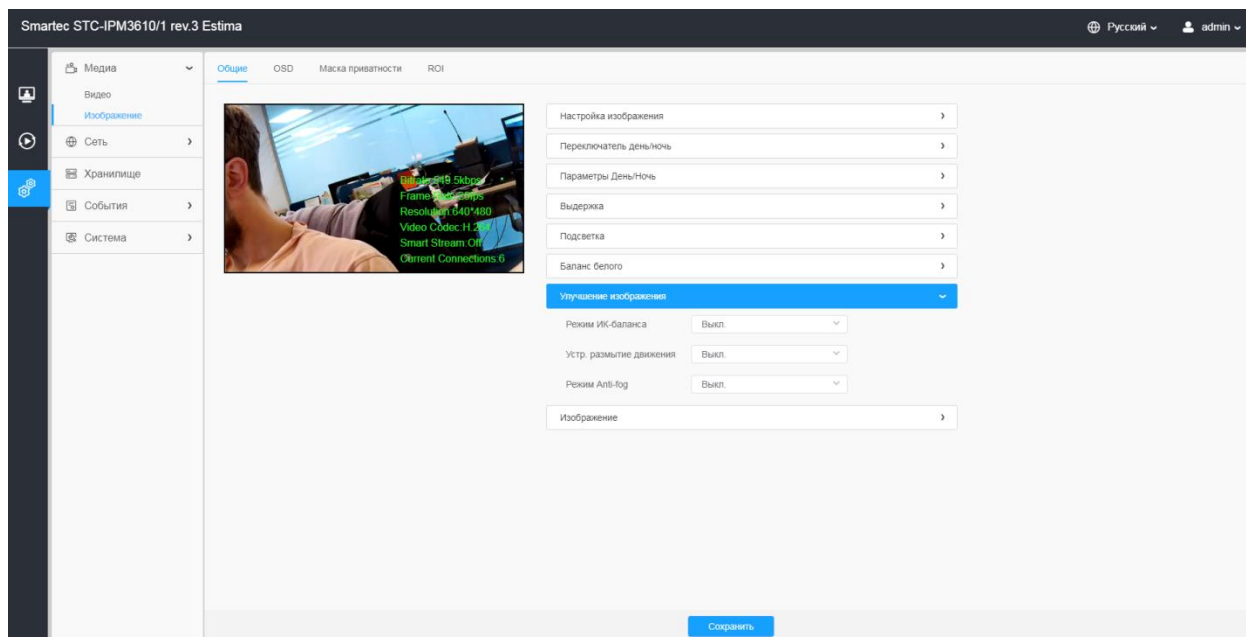 Smartec STC-IPM3610/1 rev.3 Estima
Русский
admin
Медиа
Видео
Изображение
Сеть
Хранилище
События
Система
Общие
OSD
Маска приватности
ROI
Resolution:640*480
Video Codec:H.264
Smart Stream:Off
Current Connections:6
Настройка изображения
Переключатель день/ночь
Параметры День/Ночь
Выдержка
Подсветка
Баланс белого
Улучшение изображения
Режим ИК-баланса
Выкл.
Устр. размытие движения
Выкл.
Режим Anti-fog
Выкл.
Изображение
Сохранить